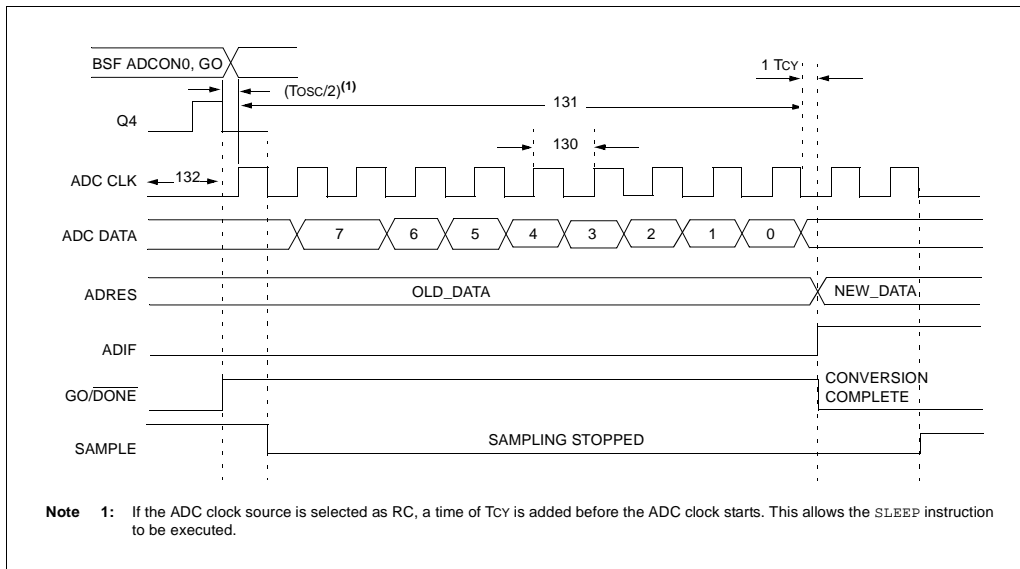 BSF ADCON0, GO
1 TCY
(TOSC/2)(1)
131
Q4
130
132
ADC CLK
ADC DATA
7 6 5 4 3 2 1 0
ADRES
OLD_DATA
NEW_DATA
ADIF
GO/DONE
CONVERSION
COMPLETE
SAMPLE
SAMPLING STOPPED
Note 1: If the ADC clock source is selected as RC, a time of TCY is added before the ADC clock starts. This allows the SLEEP instruction
to be executed.